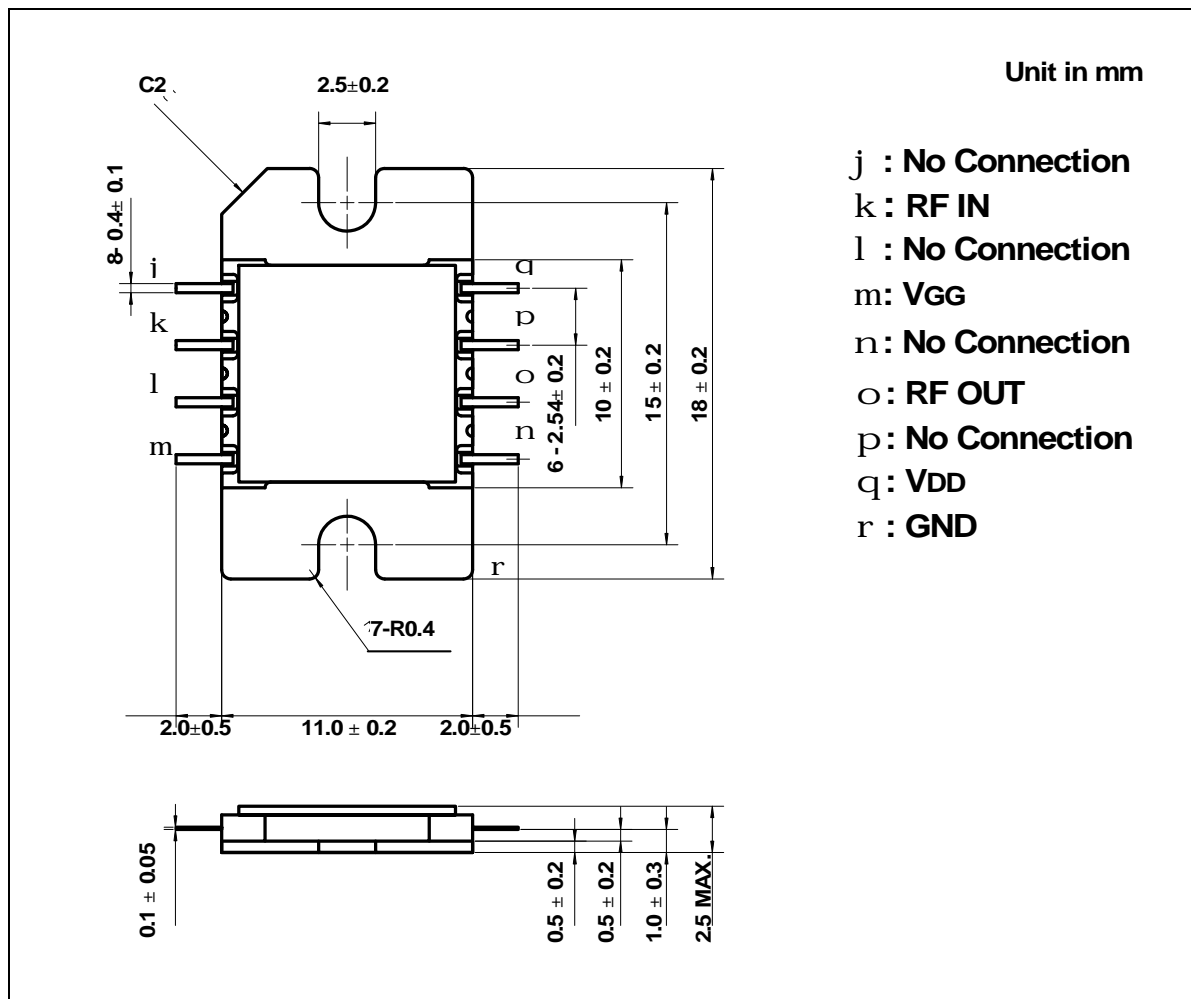 Unit in mm
C2
2.5±0.2
8- 0.4± 0.1
j
k
l
m
q
p
o
n
r
6 - 2.54± 0.2
10 ± 0.2
15 ± 0.2
18 ± 0.2
7-R0.4
2.0±0.5
11.0 ± 0.2
2.0±0.5
j : No Connection
k : RF IN
l : No Connection
m: VGG
n: No Connection
o: RF OUT
p: No Connection
q: VDD
r : GND
0.1 ± 0.05
0.5 ± 0.2
0.5 ± 0.2
1.0 ± 0.3
2.5 MAX.